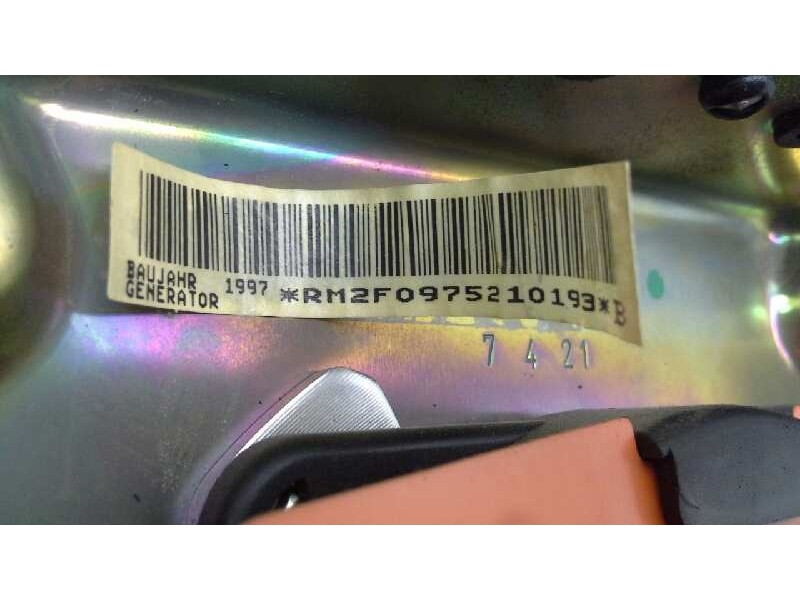 BAUJAHR 1997 *RM2F0975210193*B
GENERATOR
7 4 21